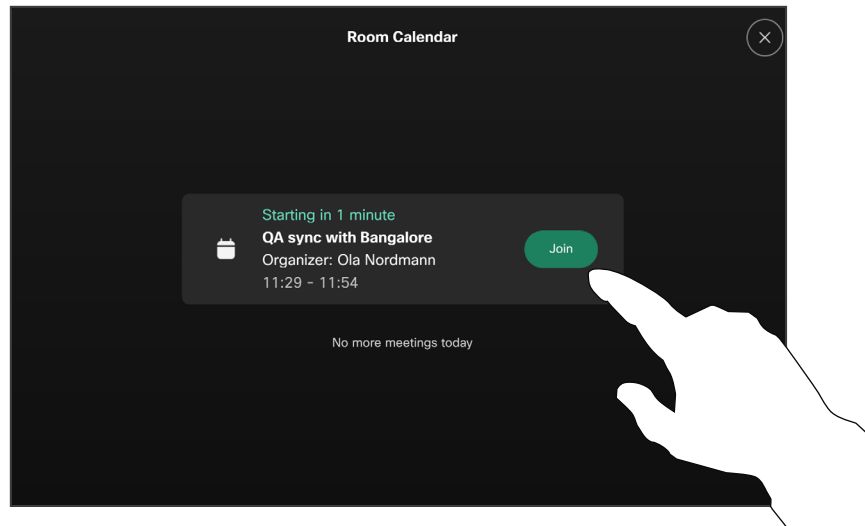 Room Calendar
Starting in 1 minute
QA sync with Bangalore
Organizer: Ola Nordmann
11:29 - 11:54
Join
No more meetings today